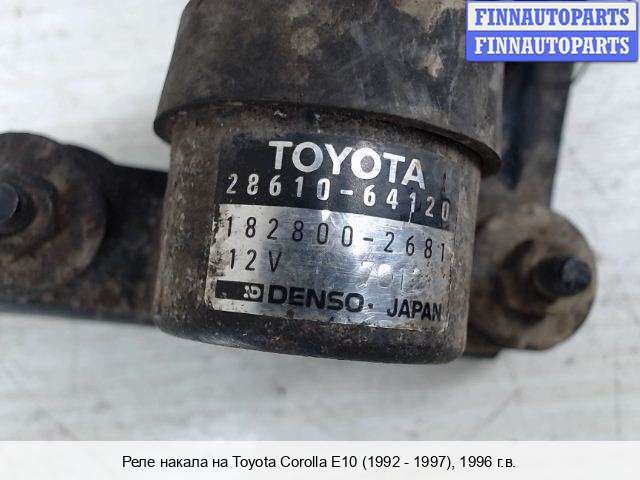 FINNAUTOPARTS
FINNAUTOPARTS
TOYOTA
28610-64120
182800-2681
12V
DENSO. JAPAN
Реле накала на Toyota Corolla E10 (1992 - 1997), 1996 г.в.